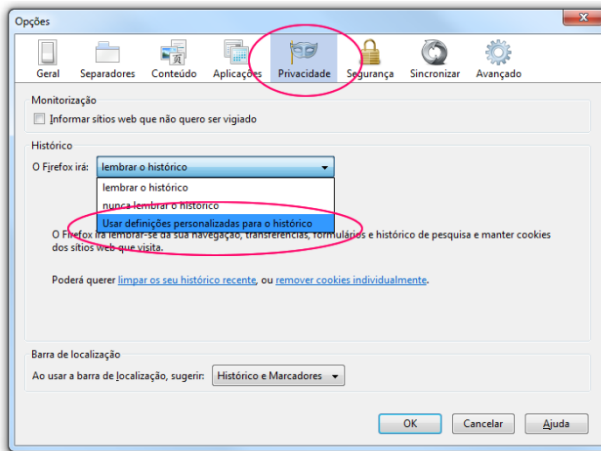 Opções
Geral Separadores Conteúdo Aplicações Privacidade Segurança Sincronizar Avançado
Monitorização
Informar sítios web que não quero ser vigiado
Histórico
O Firefox irá: lembrar o histórico
lembrar o histórico
nunca lembrar o histórico
Usar definições personalizadas para o histórico
O Firefox irá lembrar-se da sua navegação, transferências, formulários e histórico de pesquisa e manter cookies
dos sítios web que visita.
Poderá querer limpar os seu histórico recente, ou remover cookies individualmente.
Barra de localização
Ao usar a barra de localização, sugerir: Histórico e Marcadores
OK Cancelar Ajuda